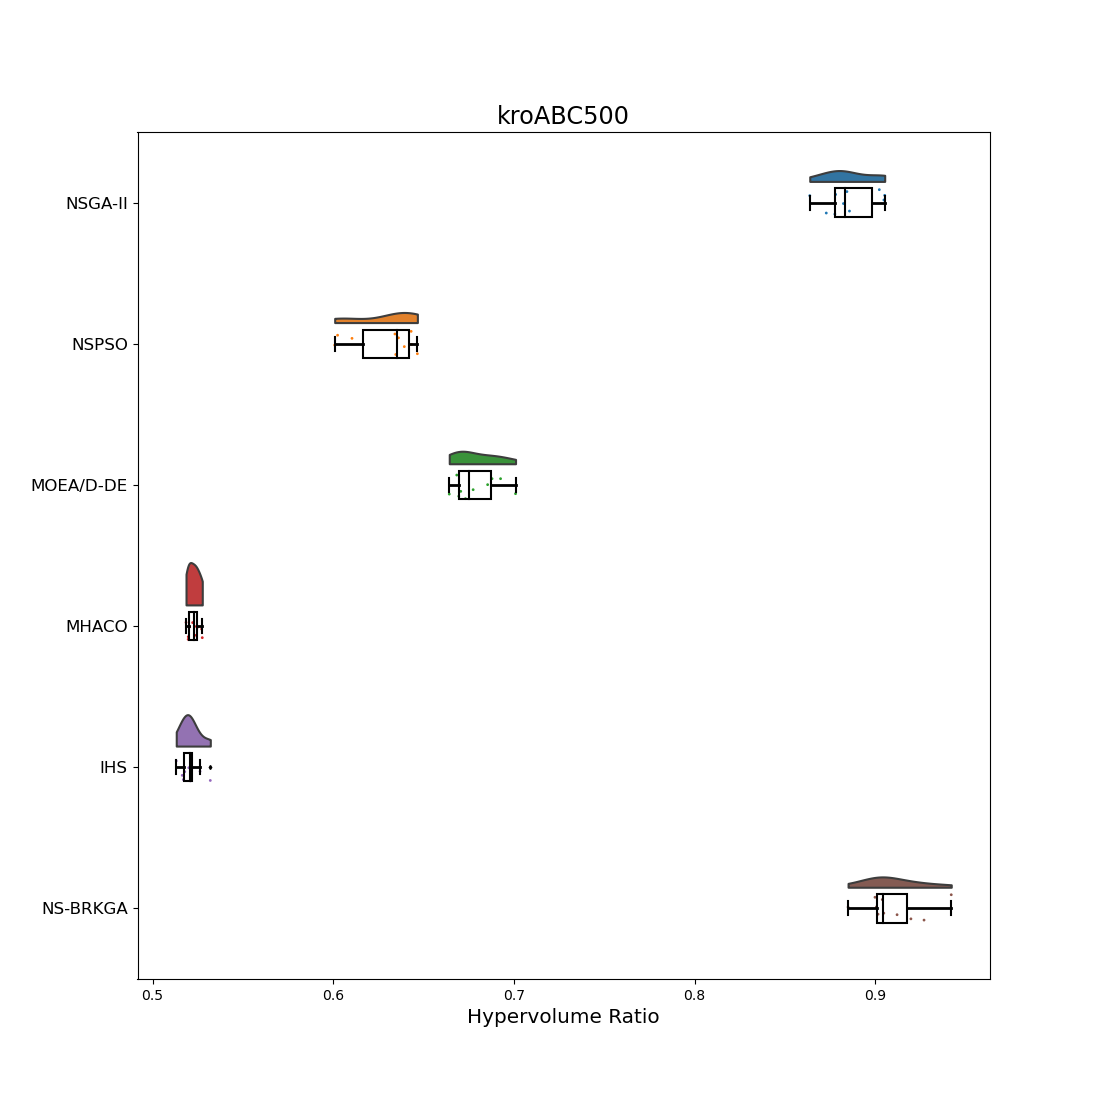 kroABC500
NSGA-II
NSPSO
MOEA/D-DE
MHACO
IHS
NS-BRKGA
0.5 0.6 0.7 0.8 0.9
Hypervolume Ratio